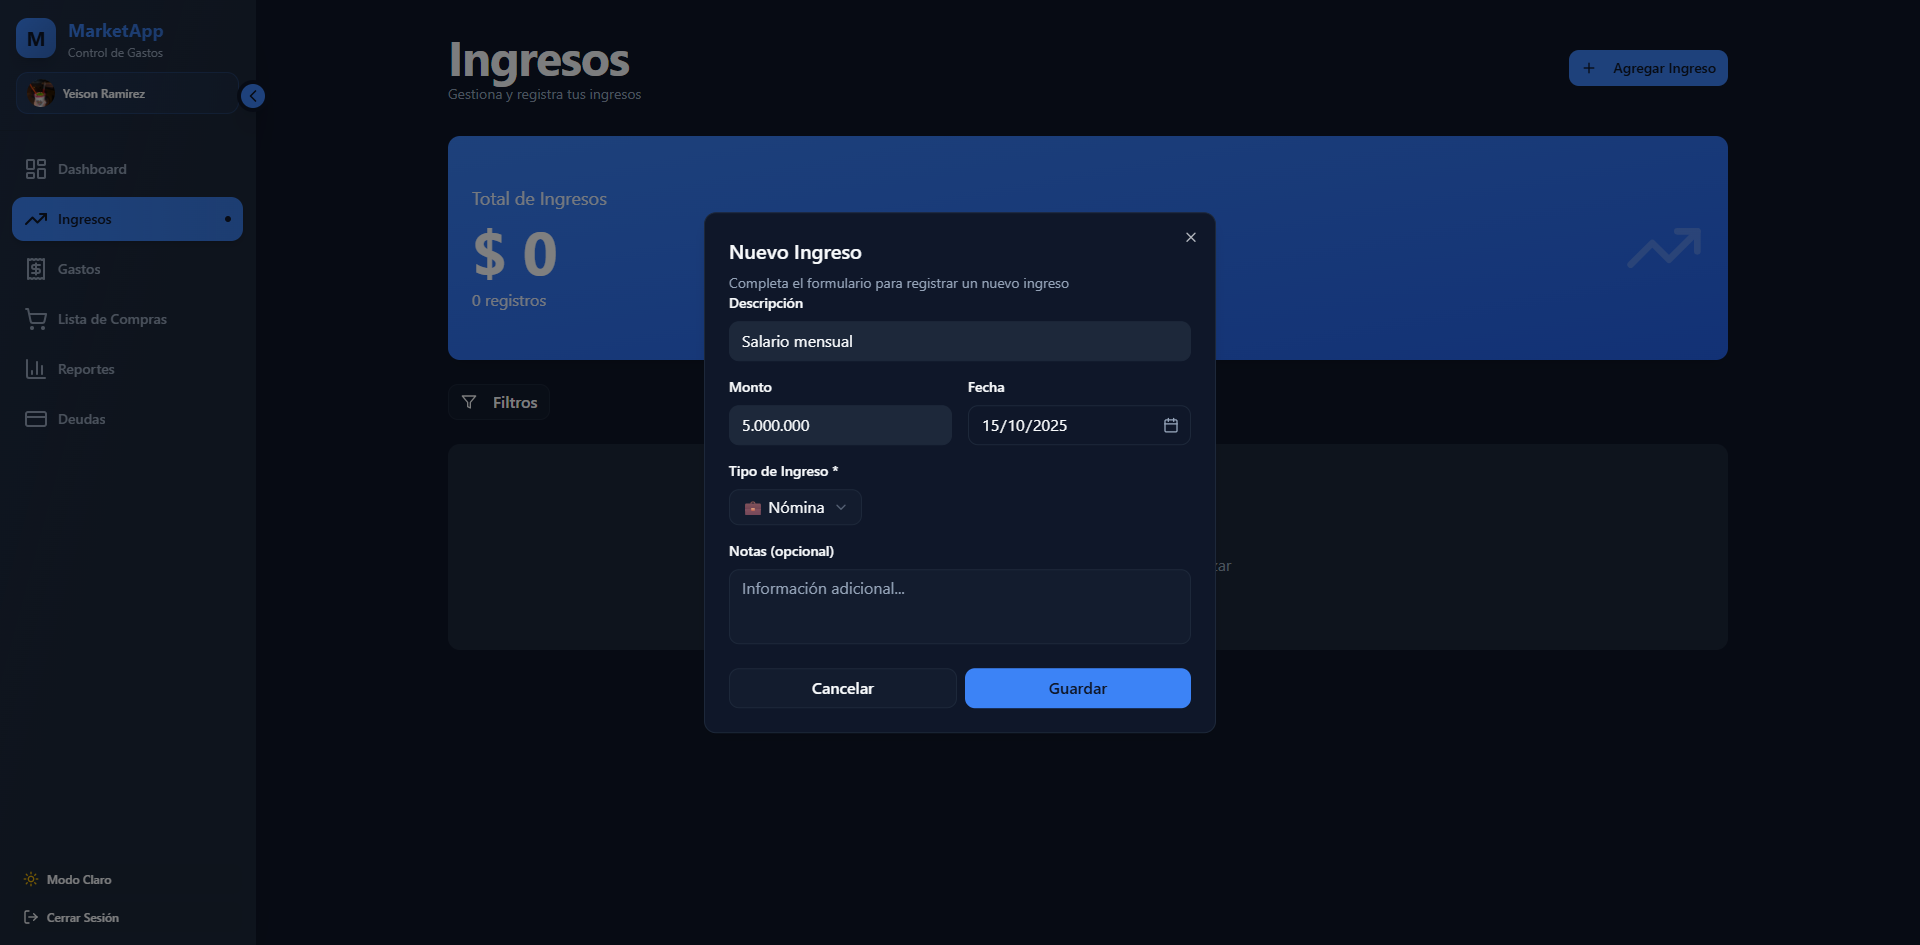 M
MarketApp
Control de Gastos
Yeison Ramirez
Dashboard
Ingresos
Gastos
Lista de Compras
Reportes
Deudas
Modo Claro
Cerrar Sesión
Ingresos
Gestiona y registra tus ingresos
+ Agregar Ingreso
Total de Ingresos
$ 0
0 registros
Filtros
Nuevo Ingreso
Completa el formulario para registrar un nuevo ingreso
Descripción
Salario mensual
Monto
Fecha
5.000.000
15/10/2025
Tipo de Ingreso *
Nómina
Notas (opcional)
Información adicional...
Cancelar
Guardar